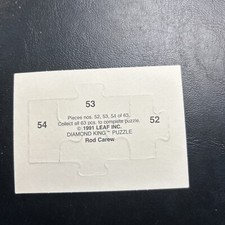 53
54
52
Pieces nos. 52, 53, 54 of 63.
Collect all 63 pcs. to complete puzzle.
© 1991 LEAF INC.
DIAMOND KING™ PUZZLE
Rod Carew